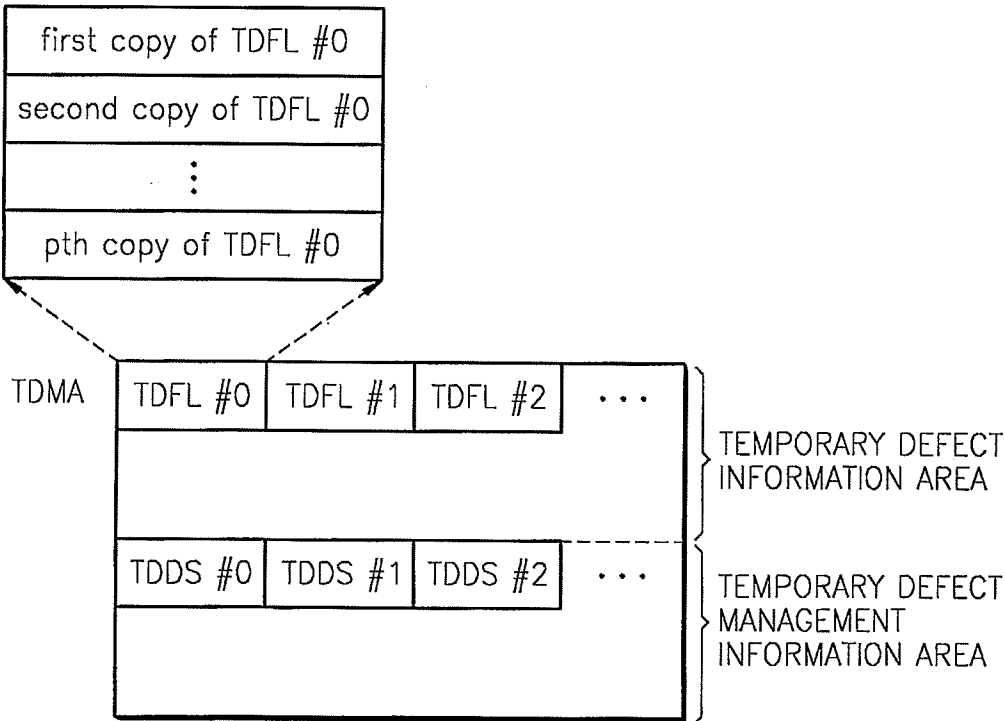 first copy of TDFL #0
second copy of TDFL #0
⋮
pth copy of TDFL #0
TDMA
TDFL #0
TDFL #1
TDFL #2
...
TEMPORARY DEFECT
INFORMATION AREA
TDDS #0
TDDS #1
TDDS #2
...
TEMPORARY DEFECT
MANAGEMENT
INFORMATION AREA